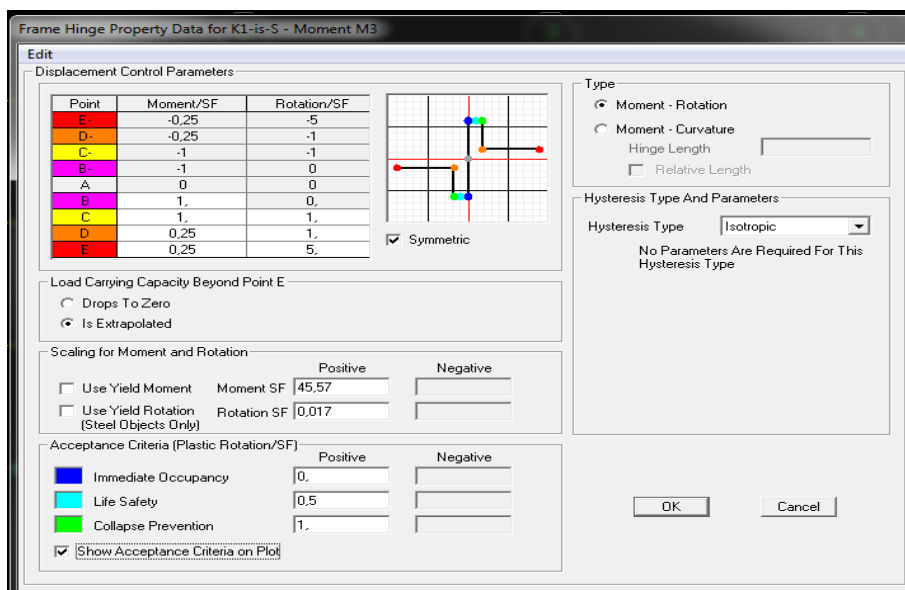 Frame Hinge Property Data for K1-is-S - Moment M3
Edit
Displacement Control Parameters
Point Moment/SF Rotation/SF
E- -0,25 -5
D- -0,25 -1
C- -1 -1
B- -1 0
A 0 0
B 1, 0,
C 1, 1,
D 0,25 1,
E 0,25 5,
Symmetric
Load Carrying Capacity Beyond Point E
Drops To Zero
Is Extrapolated
Scaling for Moment and Rotation
Positive Negative
Use Yield Moment Moment SF 45,57
Use Yield Rotation Rotation SF 0,017
(Steel Objects Only)
Acceptance Criteria (Plastic Rotation/SF)
Positive Negative
Immediate Occupancy 0,
Life Safety 0,5
Collapse Prevention 1,
Show Acceptance Criteria on Plot
Type
Moment - Rotation
Moment - Curvature
Hinge Length
Relative Length
Hysteresis Type And Parameters
Hysteresis Type Isotropic
No Parameters Are Required For This
Hysteresis Type
OK Cancel